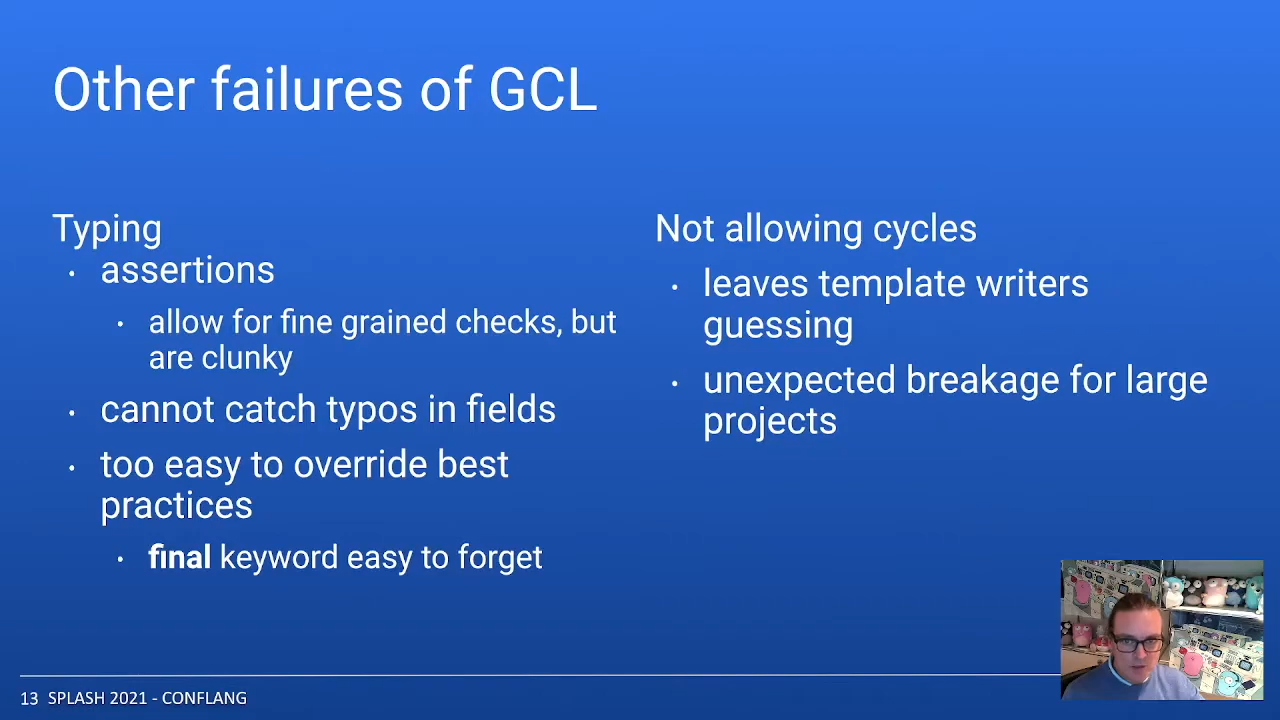 Other failures of GCL
Typing
· assertions
· allow for fine grained checks, but
are clunky
· cannot catch typos in fields
· too easy to override best
practices
· final keyword easy to forget
Not allowing cycles
· leaves template writers
guessing
· unexpected breakage for large
projects
13 SPLASH 2021 - CONFLANG